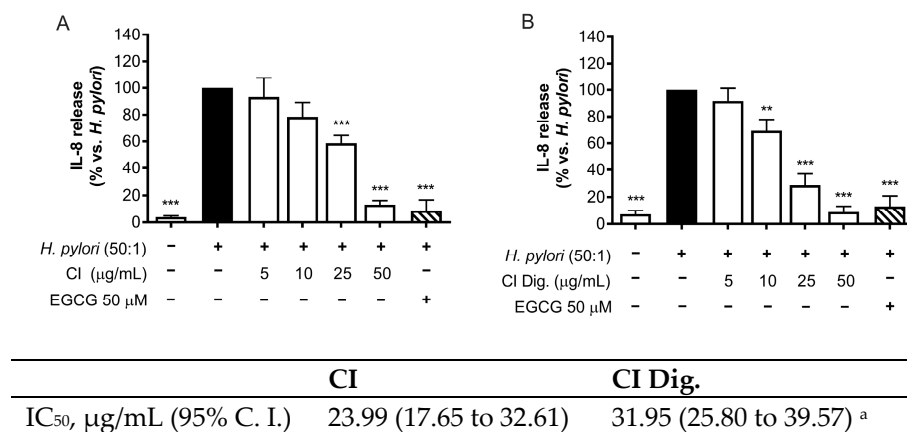 A
IL-8 release
(% vs. H. pylori)
140
120
100
80
60
40
20
0
***
***
***
***
H. pylori (50:1) − + + + + + +
CI (μg/mL) − − 5 10 25 50 −
EGCG 50 μM − − − − − − +
B
IL-8 release
(% vs. H. pylori)
140
120
100
80
60
40
20
0
***
**
***
***
***
H. pylori (50:1) − + + + + + +
CI Dig. (μg/mL) − − 5 10 25 50 −
EGCG 50 μM − − − − − − +
CI CI Dig.
IC₅₀, μg/mL (95% C. I.) 23.99 (17.65 to 32.61) 31.95 (25.80 to 39.57) ᵃ